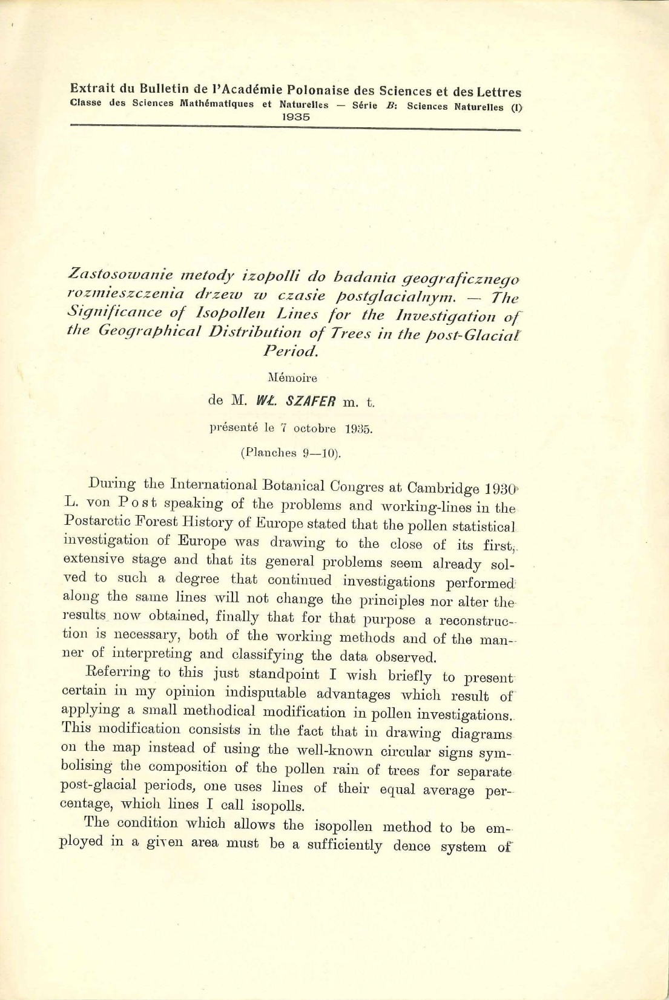 Extrait du Bulletin de l'Académie Polonaise des Sciences et des Lettres
Classe des Sciences Mathématiques et Naturelles — Série B: Sciences Naturelles (I)
1935
Zastosowanie metody izopolli do badania geograficznego
rozmieszczenia drzew w czasie postglacialnym. — The
Significance of Isopollen Lines for the Investigation of
the Geographical Distribution of Trees in the post-Glacial
Period.
Mémoire
de M. WŁ. SZAFER m. t.
présenté le 7 octobre 1935.
(Planches 9—10).
During the International Botanical Congres at Cambridge 1930
L. von Post speaking of the problems and working-lines in the
Postarctic Forest History of Europe stated that the pollen statistical
investigation of Europe was drawing to the close of its first,
extensive stage and that its general problems seem already sol-
ved to such a degree that continued investigations performed
along the same lines will not change the principles nor alter the
results now obtained, finally that for that purpose a reconstruc-
tion is necessary, both of the working methods and of the man-
ner of interpreting and classifying the data observed.
Referring to this just standpoint I wish briefly to present
certain in my opinion indisputable advantages which result of
applying a small methodical modification in pollen investigations.
This modification consists in the fact that in drawing diagrams
on the map instead of using the well-known circular signs sym-
bolising the composition of the pollen rain of trees for separate
post-glacial periods, one uses lines of their equal average per-
centage, which lines I call isopolls.
The condition which allows the isopollen method to be em-
ployed in a given area must be a sufficiently dence system of